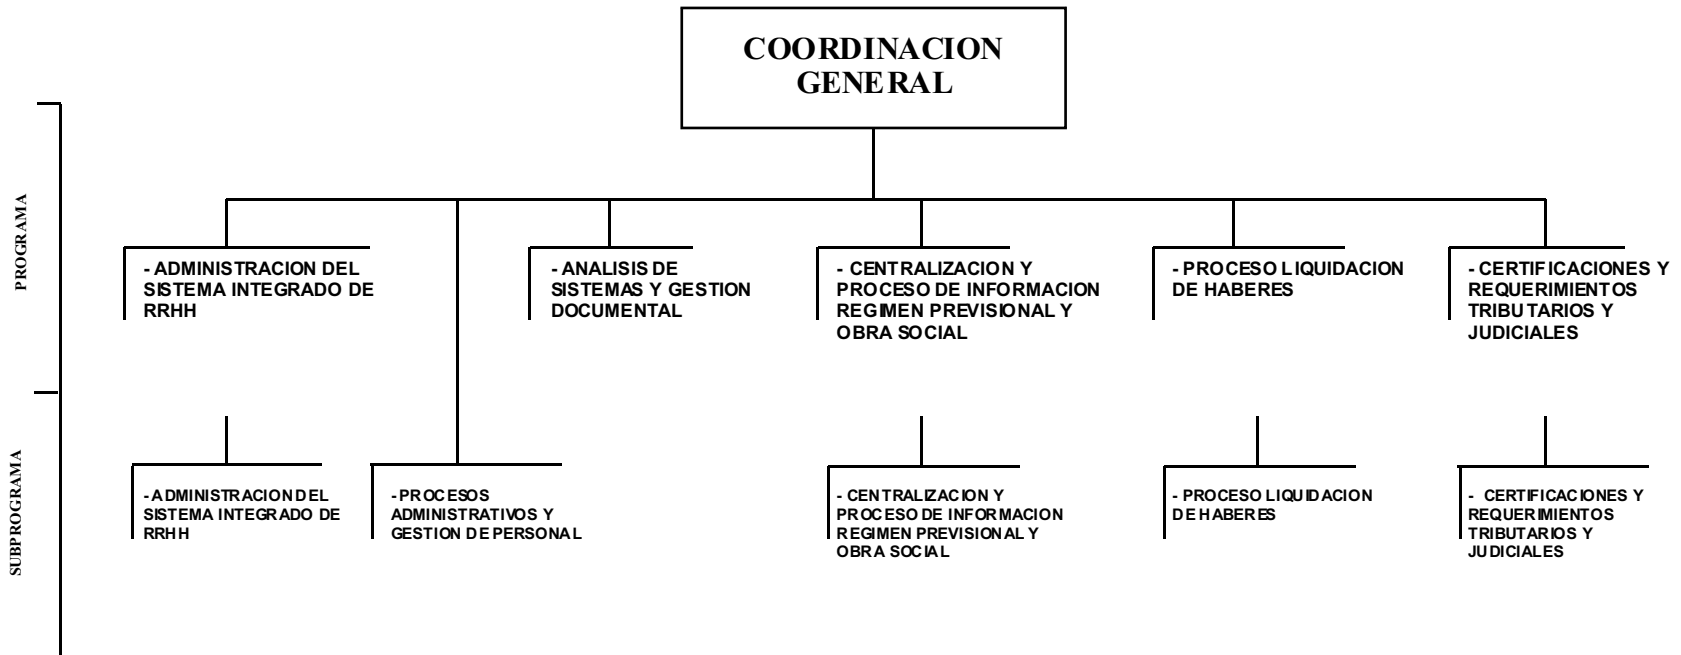 COORDINACION
GENERAL
PROGRAMA
- ADMINISTRACION DEL
SISTEMA INTEGRADO DE
RRHH
- ANALISIS DE
SISTEMAS Y GESTION
DOCUMENTAL
- CENTRALIZACION Y
PROCESO DE INFORMACION
REGIMEN PREVISIONAL Y
OBRA SOCIAL
- PROCESO LIQUIDACION
DE HABERES
- CERTIFICACIONES Y
REQUERIMIENTOS
TRIBUTARIOS Y
JUDICIALES
SUBPROGRAMA
- ADMINISTRACION DEL
SISTEMA INTEGRADO DE
RRHH
- PROCESOS
ADMINISTRATIVOS Y
GESTION DE PERSONAL
- CENTRALIZACION Y
PROCESO DE INFORMACION
REGIMEN PREVISIONAL Y
OBRA SOCIAL
- PROCESO LIQUIDACION
DE HABERES
- CERTIFICACIONES Y
REQUERIMIENTOS
TRIBUTARIOS Y
JUDICIALES